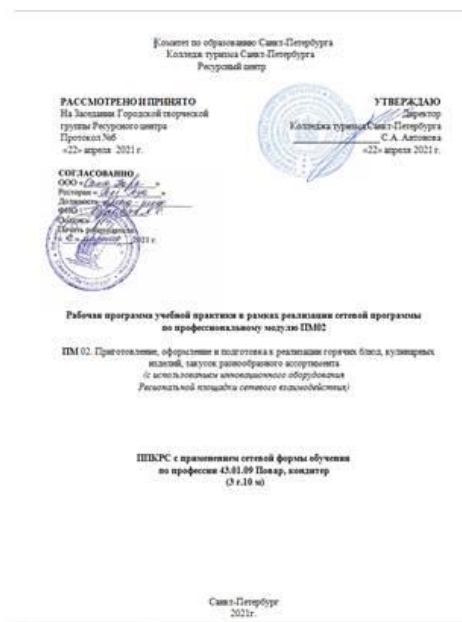 Комитет по образованию Санкт-Петербурга
Колледж туризма Санкт-Петербурга
Ресурсный центр
РАССМОТРЕНО И ПРИНЯТО
На Заседании Городской творческой
группы Ресурсного центра
Протокол №6
«22» апреля 2021 г.
УТВЕРЖДАЮ
Директор
Колледжа туризма Санкт-Петербурга
С.А. Антонова
«22» апреля 2021 г.
СОГЛАСОВАННО
ООО «
Ресторан «
Должность
ФИО
Подпись
Печать работодателя
2021 г.
Рабочая программа учебной практики в рамках реализации сетевой программы
по профессиональному модулю ПМ02
ПМ 02. Приготовление, оформление и подготовка к реализации горячих блюд, кулинарных
изделий, закусок разнообразного ассортимента
(с использованием инновационного оборудования
Региональной площадки сетевого взаимодействия)
ППКРС с применением сетевой формы обучения
по профессии 43.01.09 Повар, кондитер
(3 г.10 м)
Санкт-Петербург
2021г.